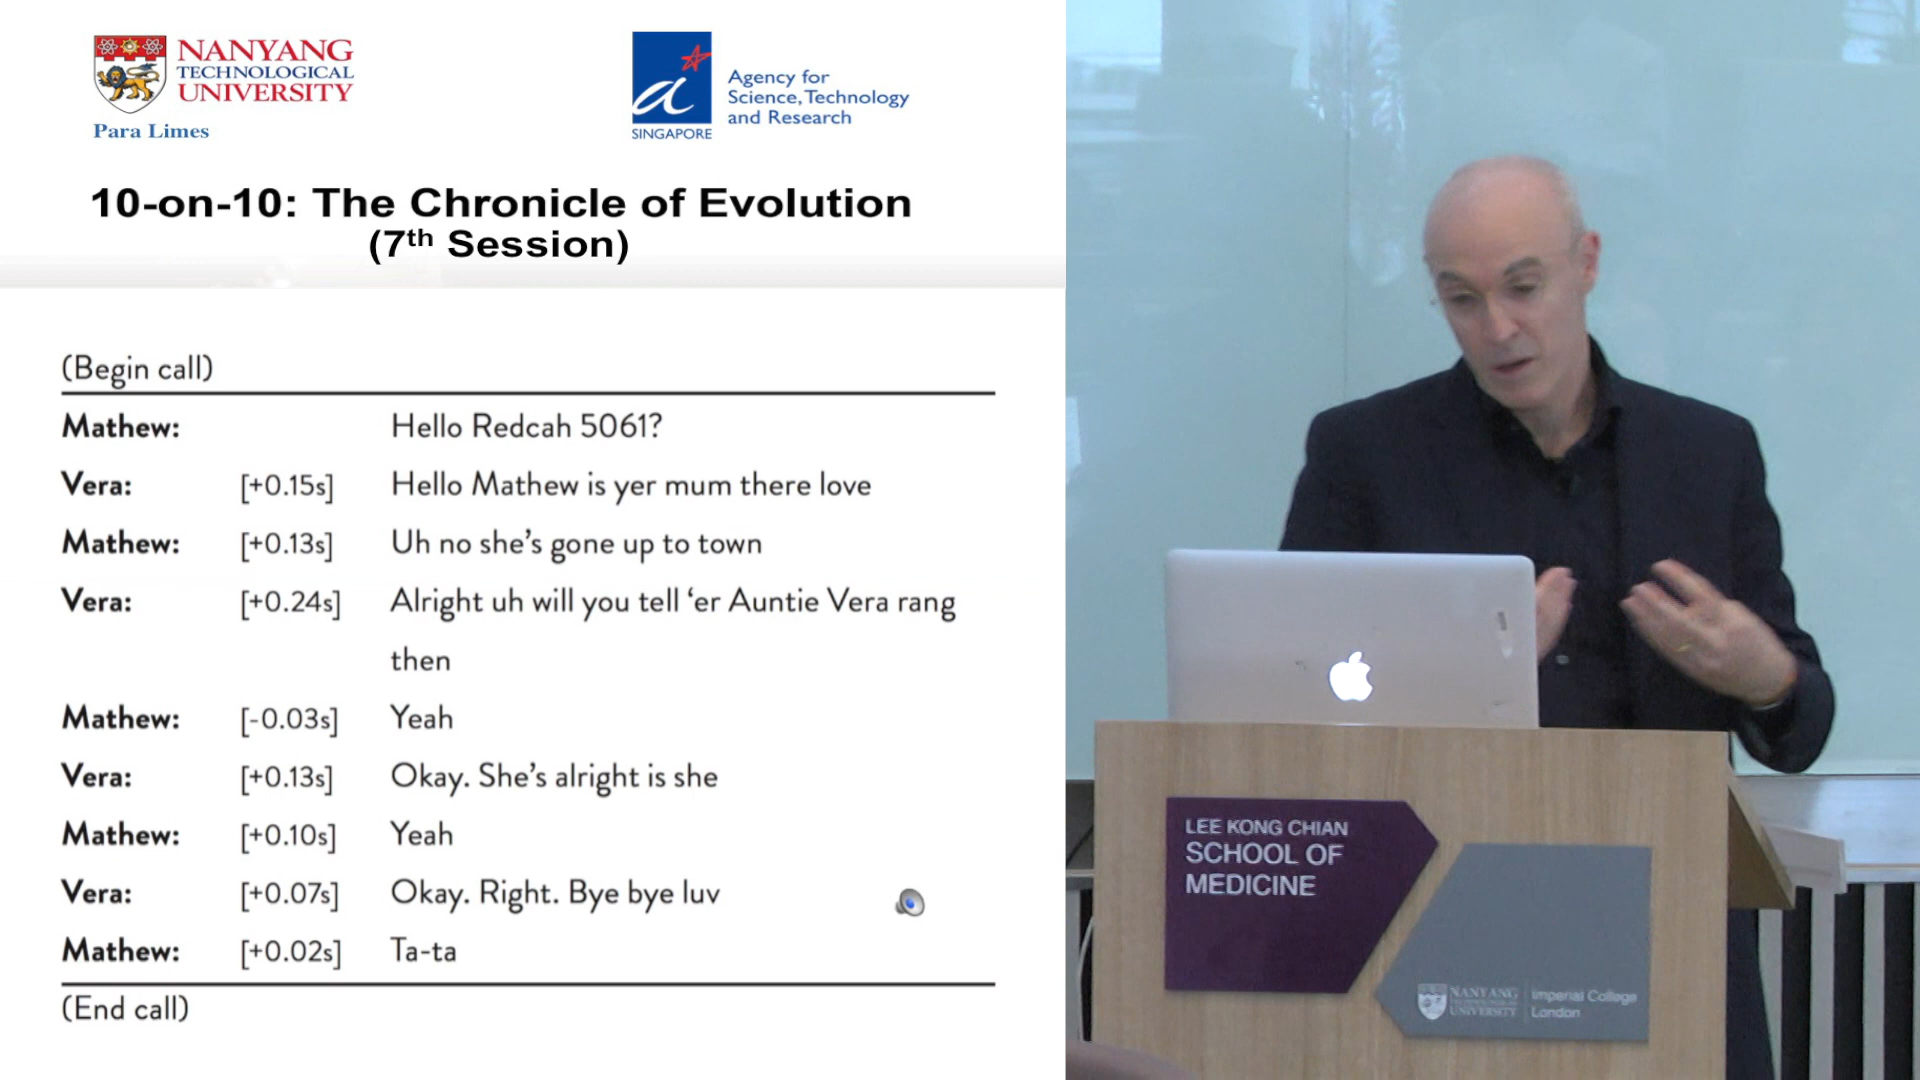 NANYANG
TECHNOLOGICAL
UNIVERSITY
Para Limes
SINGAPORE
Agency for
Science, Technology
and Research
10-on-10: The Chronicle of Evolution
(7th Session)
(Begin call)
Mathew: Hello Redcah 5061?
Vera: [+0.15s] Hello Mathew is yer mum there love
Mathew: [+0.13s] Uh no she's gone up to town
Vera: [+0.24s] Alright uh will you tell ‘er Auntie Vera rang
then
Mathew: [-0.03s] Yeah
Vera: [+0.13s] Okay. She's alright is she
Mathew: [+0.10s] Yeah
Vera: [+0.07s] Okay. Right. Bye bye luv
Mathew: [+0.02s] Ta-ta
(End call)
LEE KONG CHIAN
SCHOOL OF
MEDICINE
NANYANG
TECHNOLOGICAL
UNIVERSITY
Imperial College
London